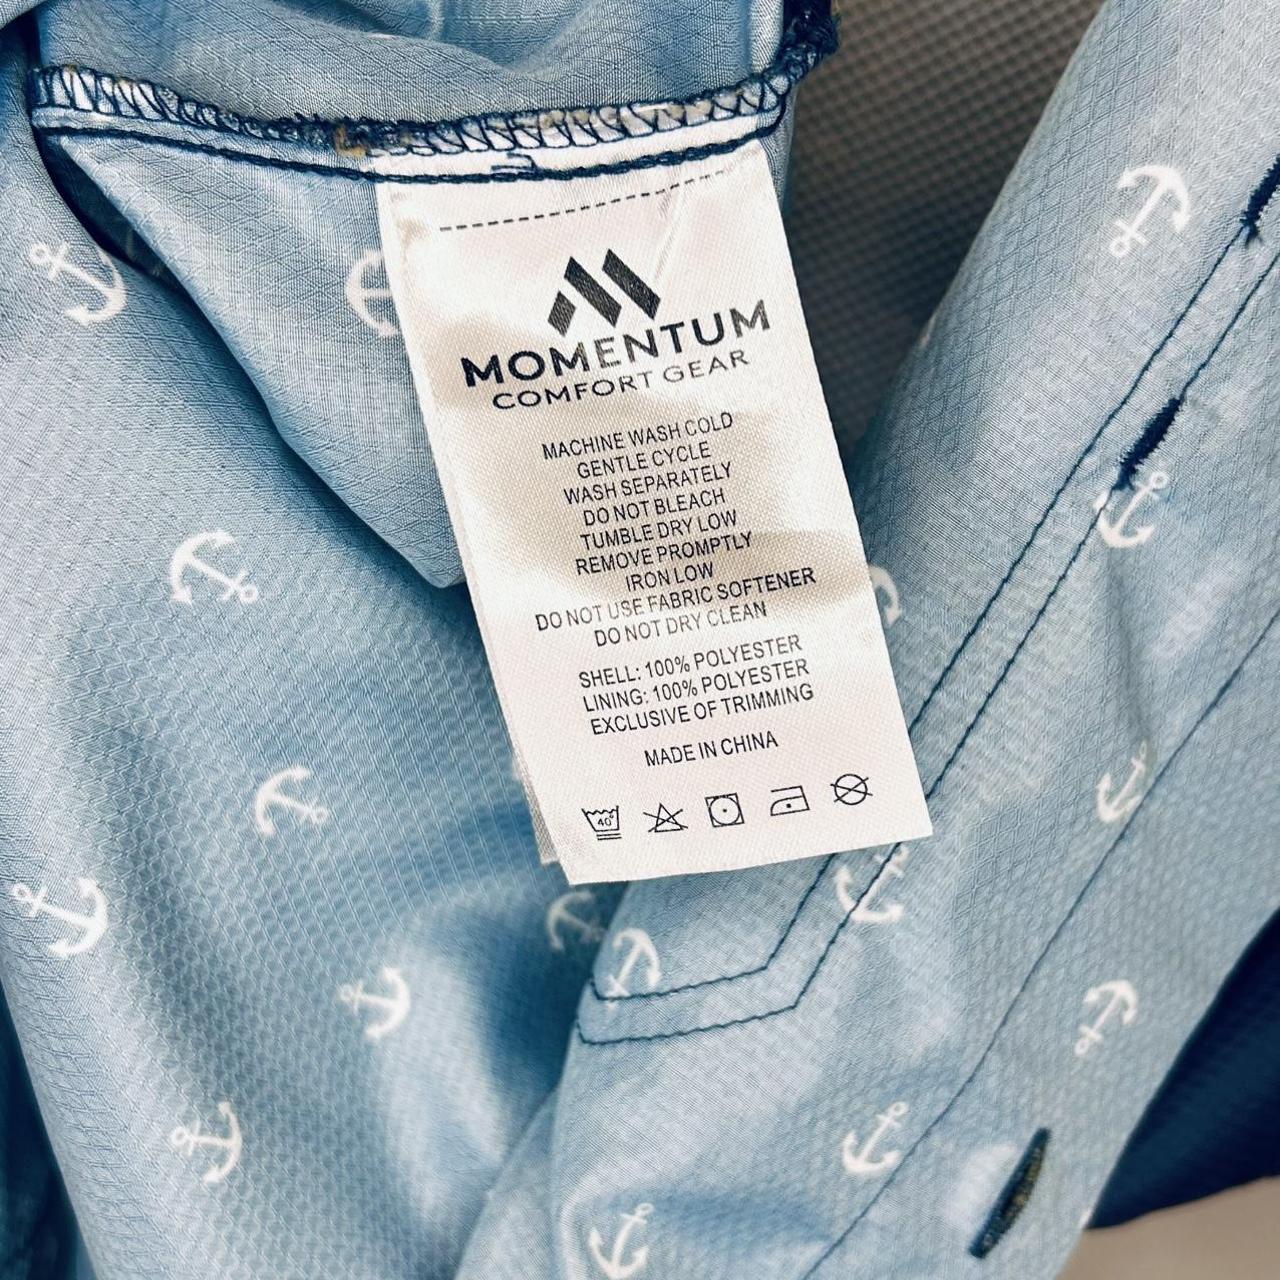 MOMENTUM
COMFORT GEAR
MACHINE WASH COLD
GENTLE CYCLE
WASH SEPARATELY
DO NOT BLEACH
TUMBLE DRY LOW
REMOVE PROMPTLY
IRON LOW
DO NOT USE FABRIC SOFTENER
DO NOT DRY CLEAN
SHELL: 100% POLYESTER
LINING: 100% POLYESTER
EXCLUSIVE OF TRIMMING
MADE IN CHINA
40°